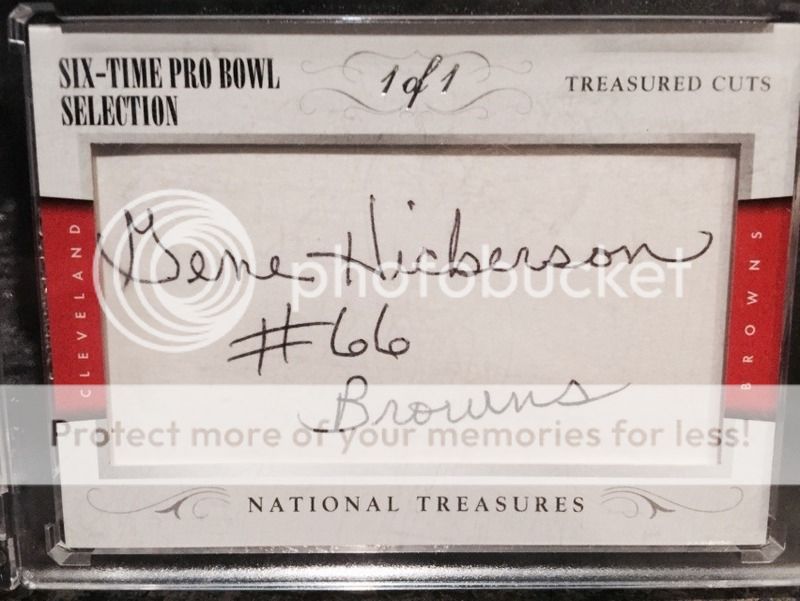 SIX-TIME PRO BOWL
SELECTION
1 of 1
TREASURED CUTS
CLEVELAND
Gene Hickerson
#66
Browns
BROWNS
photobucket
Protect more of your memories for less!
NATIONAL TREASURES